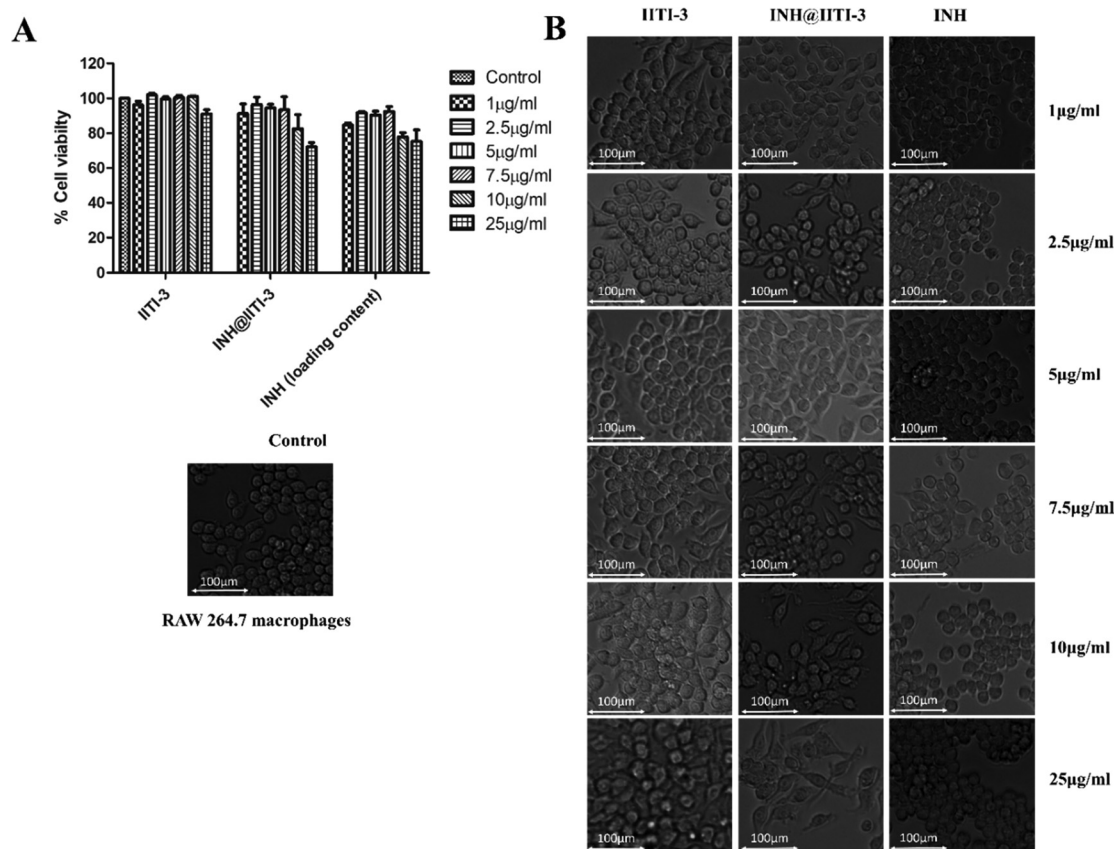 A
120
100
80
60
40
20
0
% Cell viabilty
IITI-3
INH@IITI-3
INH (loading content)
Control
1µg/ml
2.5µg/ml
5µg/ml
7.5µg/ml
10µg/ml
25µg/ml
Control
100µm
RAW 264.7 macrophages
B
IITI-3 INH@IITI-3 INH
100µm 100µm 100µm 1µg/ml
100µm 100µm 100µm 2.5µg/ml
100µm 100µm 100µm 5µg/ml
100µm 100µm 100µm 7.5µg/ml
100µm 100µm 100µm 10µg/ml
100µm 100µm 100µm 25µg/ml